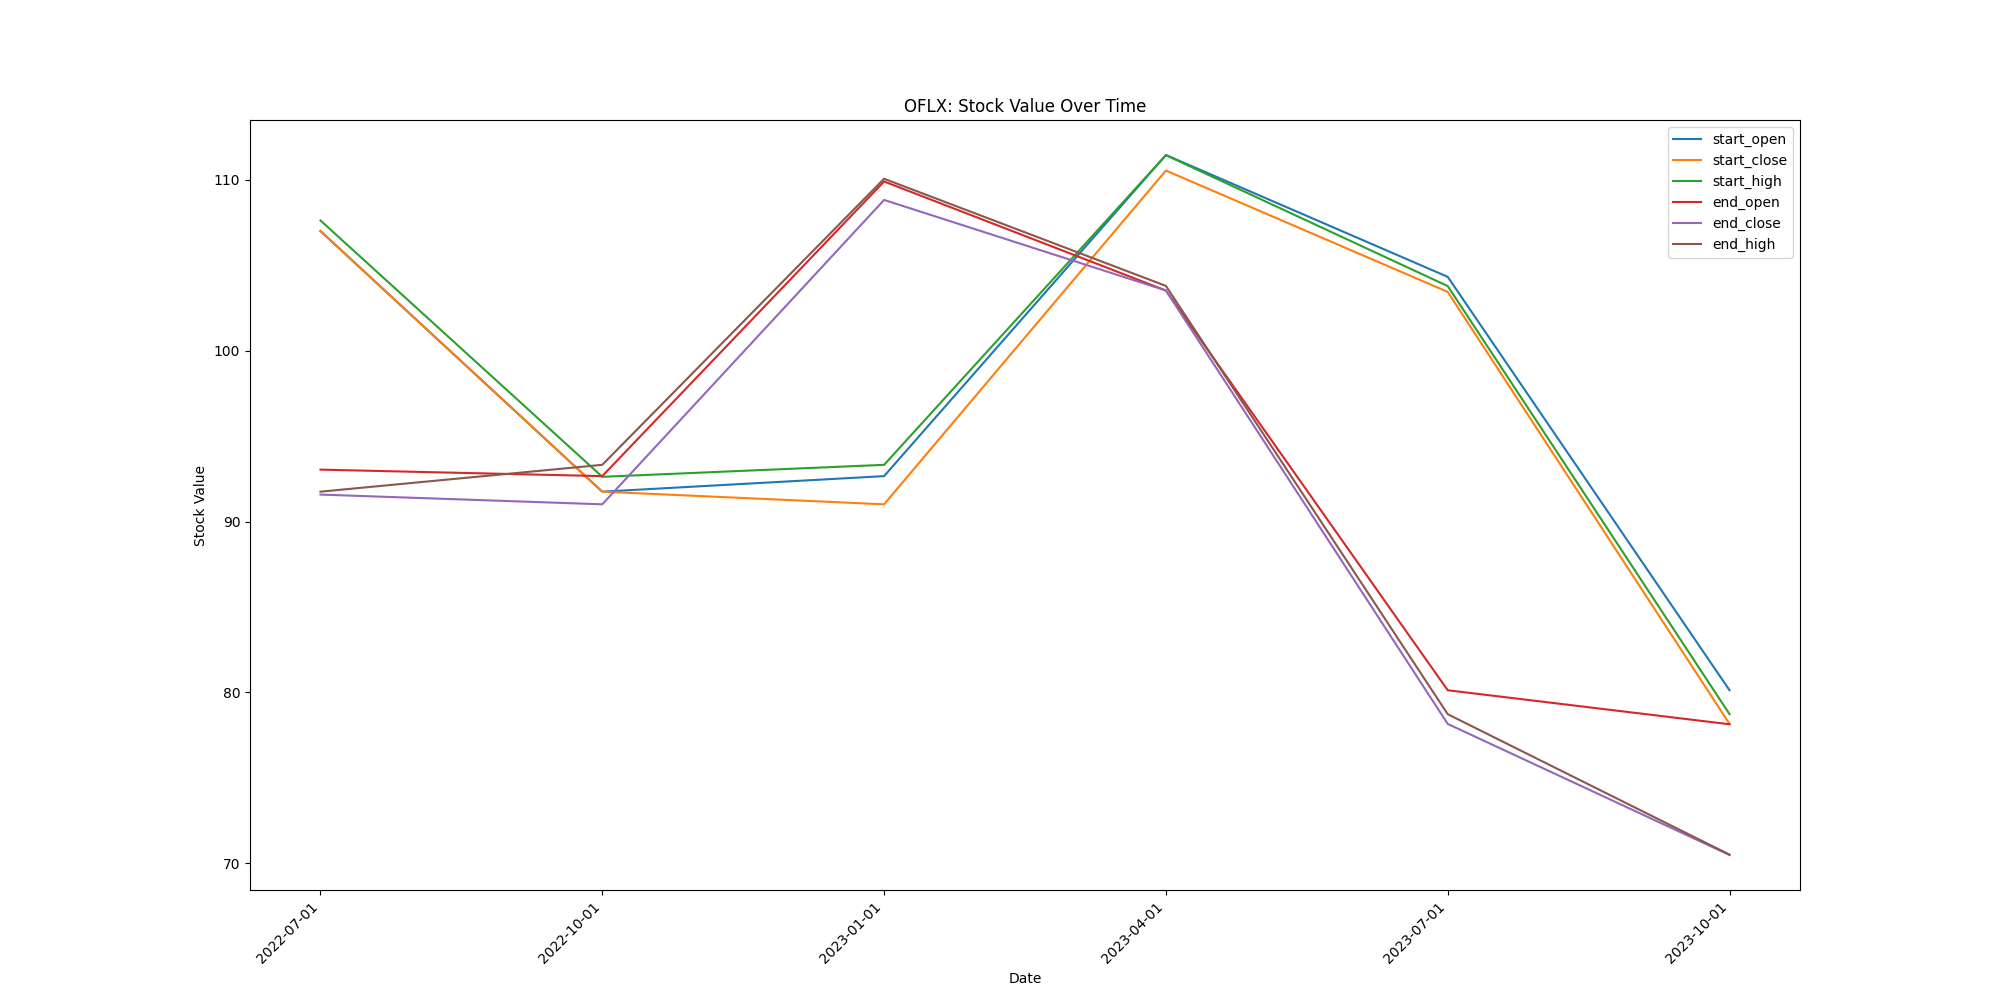 OFLX: Stock Value Over Time
start_open
start_close
start_high
end_open
end_close
end_high
Stock Value
110
100
90
80
70
2022-07-01
2022-10-01
2023-01-01
2023-04-01
2023-07-01
2023-10-01
Date